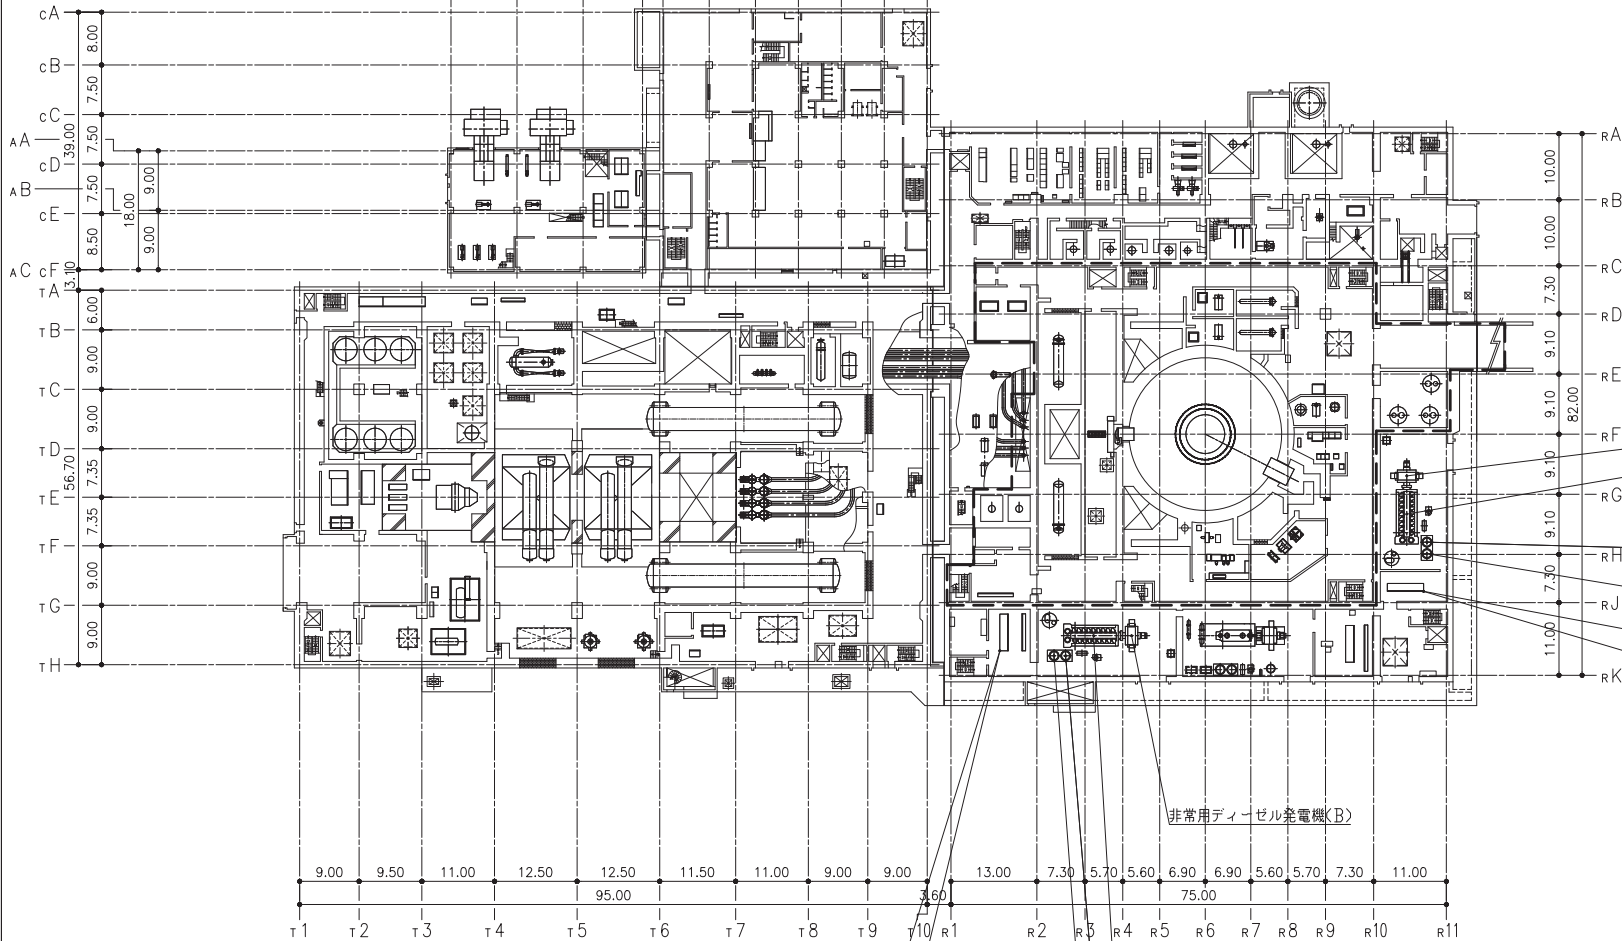 cA
8.00
cB
7.50
cC
AA
39.00
7.50
cD
AB
7.50
9.00
18.00
cE
8.50
9.00
AC cF
3.10
TA
6.00
TB
9.00
TC
9.00
TD
56.70
7.35
TE
7.35
TF
9.00
TG
9.00
TH
RA
10.00
RB
10.00
RC
7.30
RD
9.10
RE
9.10
82.00
RF
9.10
RG
9.10
RH
7.30
RJ
11.00
RK
非常用ディーゼル発電機(B)
9.00 9.50 11.00 12.50 12.50 11.50 11.00 9.00 9.00 13.00 7.30 5.70 5.60 6.90 6.90 5.60 5.70 7.30 11.00
95.00 3.60 75.00
T1 T2 T3 T4 T5 T6 T7 T8 T9 T10 R1 R2 R3 R4 R5 R6 R7 R8 R9 R10 R11